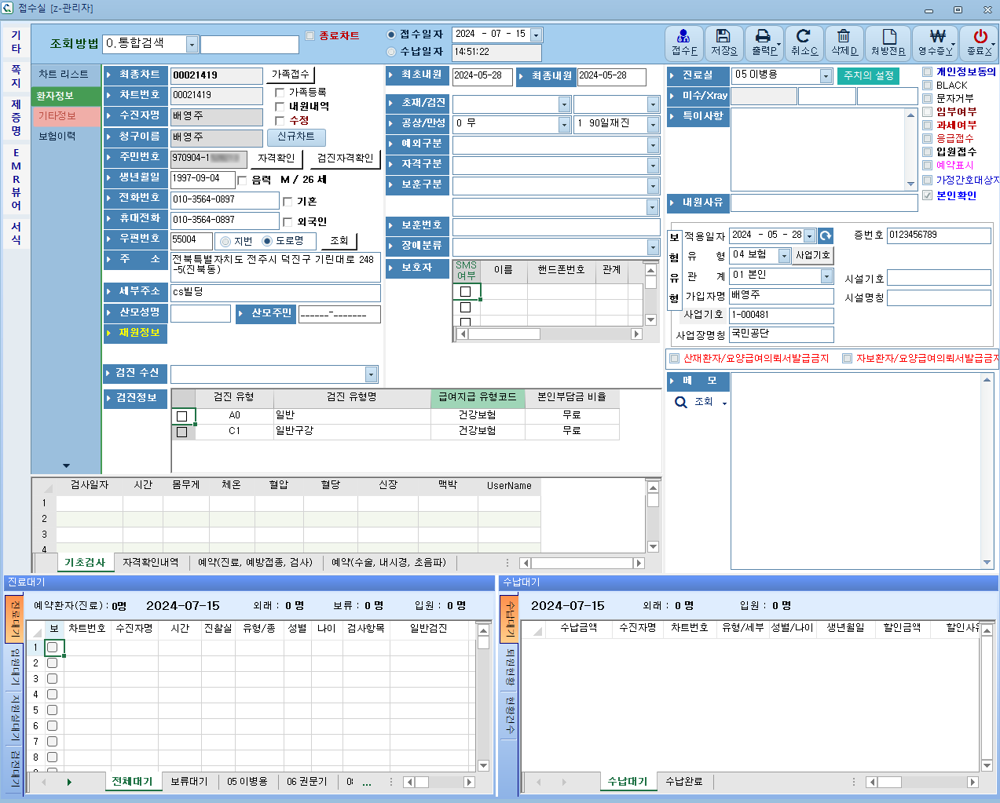 접수실 [z-관리자]
조회방법 0.통합검색 종료차트 접수일자 2024 - 07 - 15
수납일자 14:51:22
접수F 저장S 출력P 취소C 삭제D 처방전R 영수증Y 종료X
기타
쪽지
제증명
EMR뷰어
서식
차트 리스트
환자정보
기타정보
보험이력
최종차트 00021419 가족접수
차트번호 00021419 가족등록
내원내역
수진자명 배영주 수정
청구이름 배영주 신규차트
주민번호 970904-1 자격확인 검진자격확인
생년월일 1997-09-04 음력 M / 26 세
전화번호 010-3564-0897 기혼
휴대전화 010-3564-0897 외국인
우편번호 55004 지번 도로명 조회
주 소 전북특별자치도 전주시 덕진구 기린대로 248
-5(진북동)
세부주소 cs빌딩
산모성명 산모주민 ______-_______
재원정보
검진 수신
검진정보
검진 유형 검진 유형명 급여지급 유형코드 본인부담금 비율
A0 일반 건강보험 무료
C1 일반구강 건강보험 무료
최초내원 2024-05-28 최종내원 2024-05-28
초재/검진
공상/만성 0 무 1 90일재진
예외구분
자격구분
보훈구분
보훈번호
장애분류
보호자
SMS
여부 이름 핸드폰번호 관계
진료실 05 이병용 주치의 설정
미수/Xray
특이사항
내원사유
개인정보동의
BLACK
문자거부
임부여부
과세여부
응급접수
입원접수
예약표시
가정간호대상자
본인확인
보험유형
적용일자 2024 - 05 - 28 증번호 0123456789
유 형 04 보험 사업기호
관 계 01 본인 시설기호
가입자명 배영주 시설명칭
사업기호 1-000481
사업장명칭 국민공단
산재환자/요양급여의뢰서발급금지 자보환자/요양급여의뢰서발급금지
메 모
조회
검사일자 시간 몸무게 체온 혈압 혈당 신장 맥박 UserName
1
2
3
4
기초검사 자격확인내역 예약(진료, 예방접종, 검사) 예약(수술, 내시경, 초음파)
진료대기
진료대기
입원대기
지원실대기
검진대기
예약환자(진료) : 0명 2024-07-15 외래 : 0 명 보류 : 0 명 입원 : 0 명
보 차트번호 수진자명 시간 진찰실 유형/종 성별 나이 검사항목 일반검진
1
2
3
4
5
6
7
8
전체대기 보류대기 05 이병용 06 권문기 ...
수납대기
수납대기
퇴원현황
현황건수
2024-07-15 외래 : 0 명 입원 : 0 명
수납금액 수진자명 차트번호 유형/세부 성별/나이 생년월일 할인금액 할인사유
수납대기 수납완료